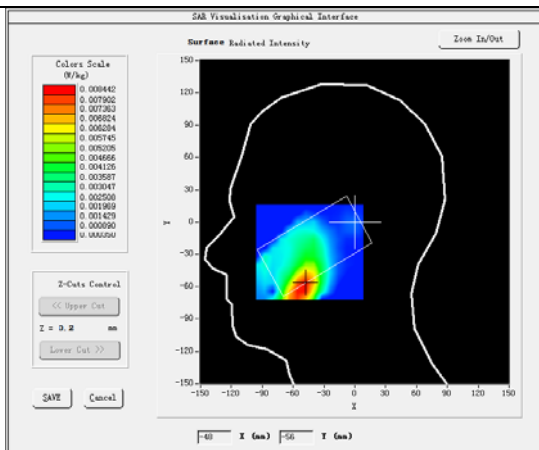 SAR Visualisation Graphical Interface
Surface Radiated Intensity
Zoom In/Out
Colors Scale
(W/kg)
0.008442
0.007902
0.007363
0.006824
0.006284
0.005745
0.005205
0.004666
0.004126
0.003587
0.003047
0.002508
0.001969
0.001429
0.000890
0.000350
Z-Cuts Control
<< Upper Cut
Z = 3.2 mm
Lower Cut >>
SAVE
Cancel
150
120
90
60
30
0
-30
-60
-90
-120
-150
Y
-150 -120 -90 -60 -30 0 30 60 90 120 150
X
-48 X (mm) -56 Y (mm)